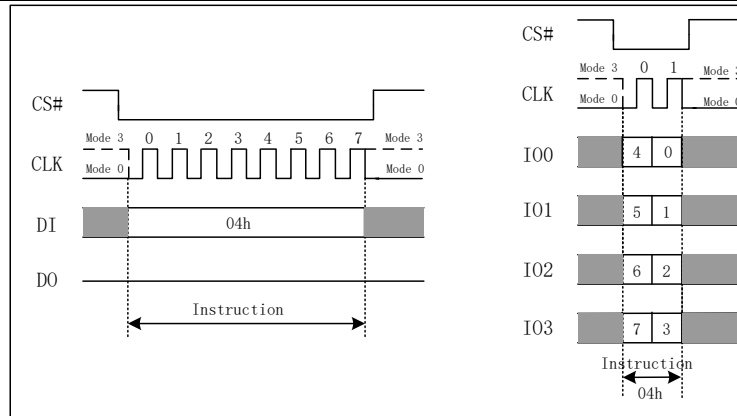 CS#
Mode 3 0 1 2 3 4 5 6 7 Mode 3
CLK
Mode 0 Mode 0
DI 04h
DO
Instruction
CS#
Mode 3 0 1 Mode
CLK
Mode 0 Mode
IO0 4 0
IO1 5 1
IO2 6 2
IO3 7 3
Instruction
04h